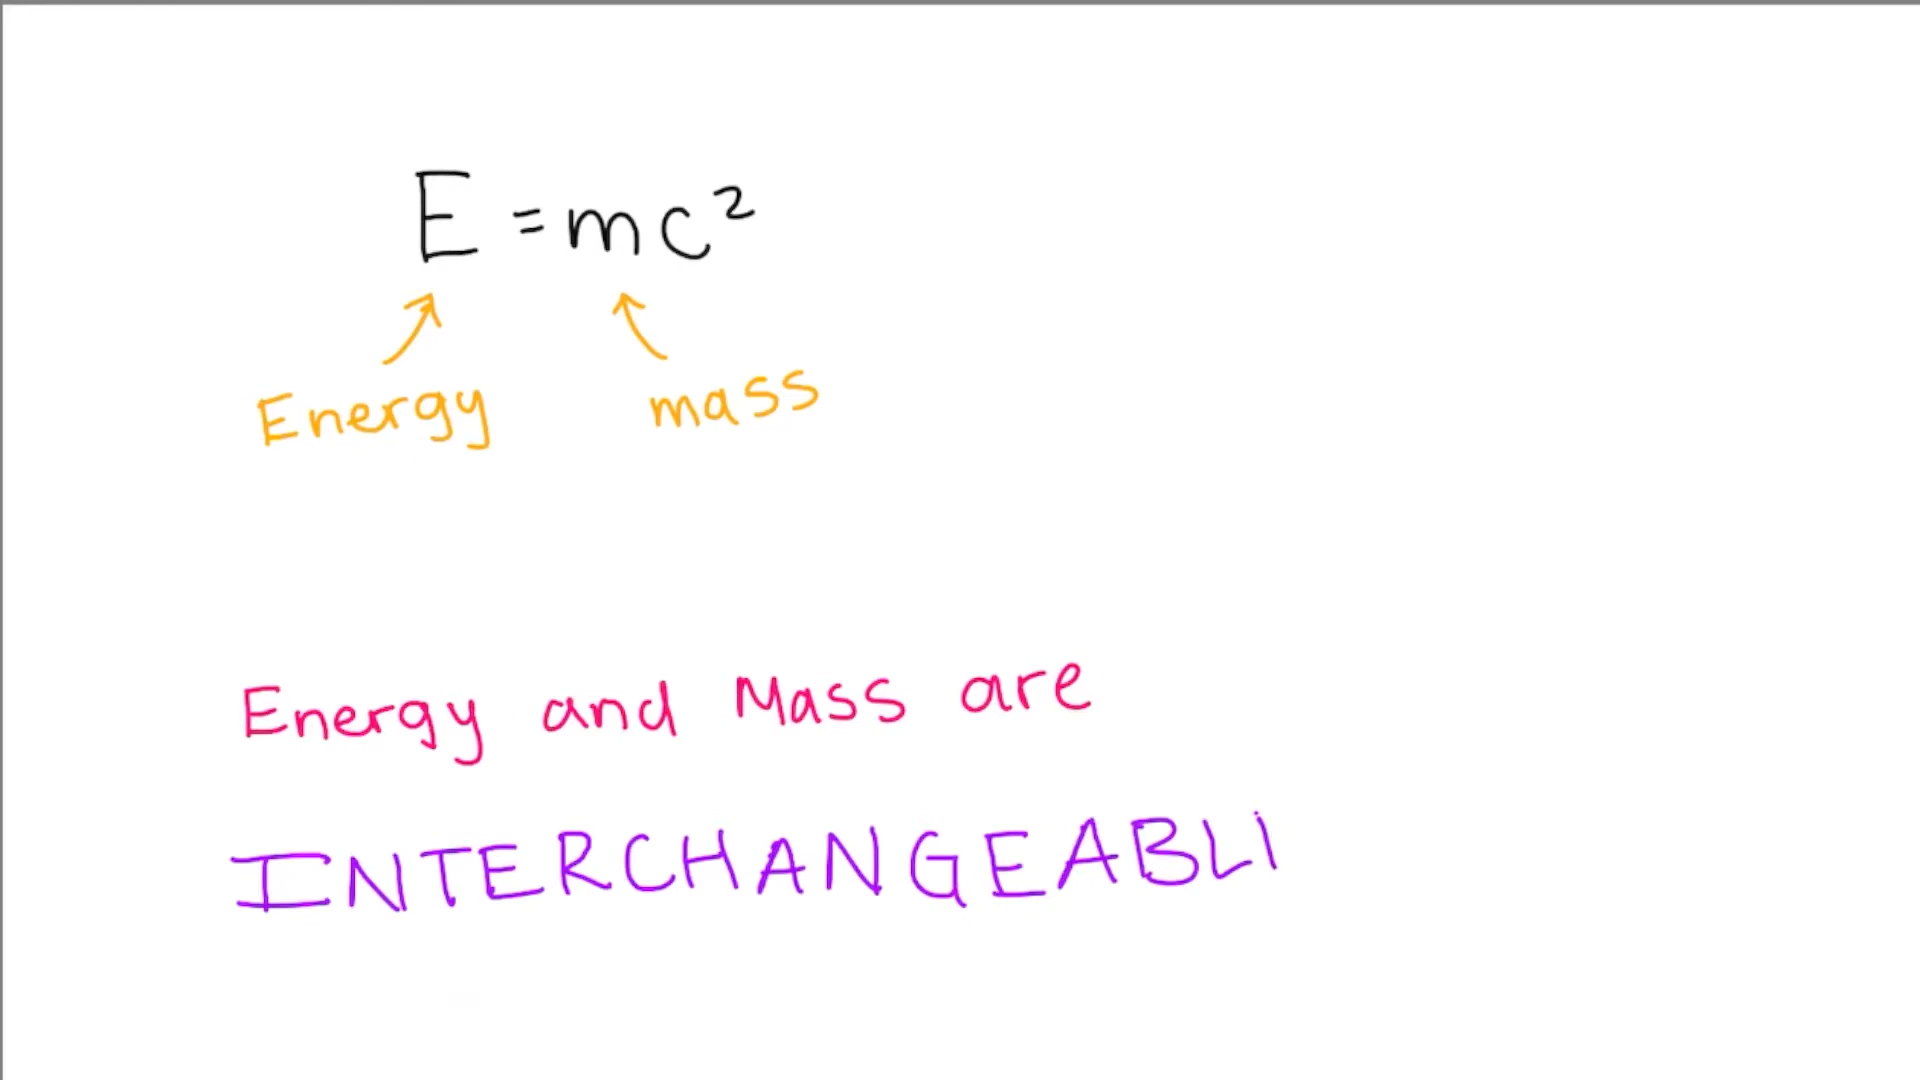 E = mc²
Energy mass
Energy and Mass are
INTERCHANGEABLI